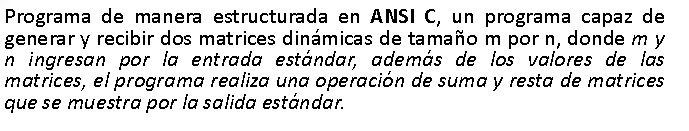 Programa de manera estructurada en ANSI C, un programa capaz de
generar y recibir dos matrices dinámicas de tamaño m por n, donde m y
n ingresan por la entrada estándar, además de los valores de las
matrices, el programa realiza una operación de suma y resta de matrices
que se muestra por la salida estándar.